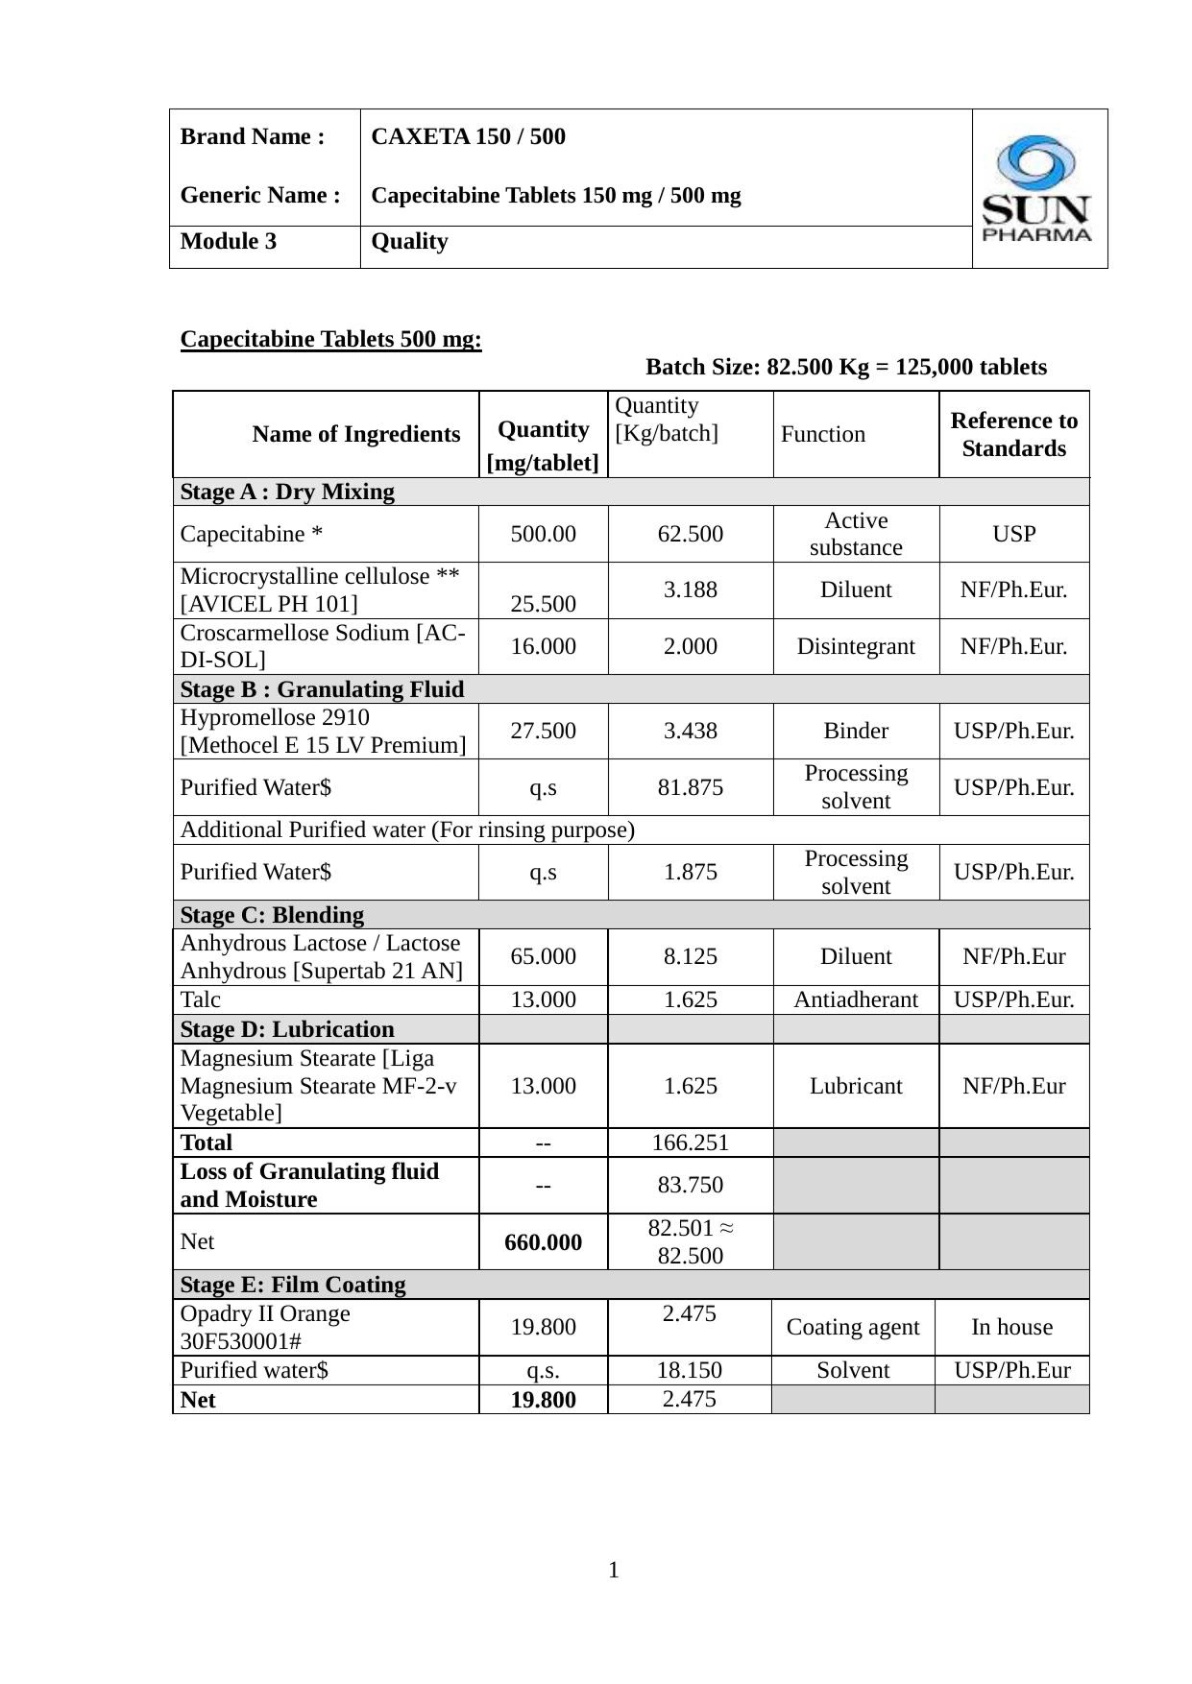 Brand Name : CAXETA 150 / 500
Generic Name : Capecitabine Tablets 150 mg / 500 mg
SUN
PHARMA
Module 3 Quality
Capecitabine Tablets 500 mg:
Batch Size: 82.500 Kg = 125,000 tablets
Name of Ingredients Quantity [mg/tablet] Quantity [Kg/batch] Function Reference to Standards
Stage A : Dry Mixing
Capecitabine * 500.00 62.500 Active substance USP
Microcrystalline cellulose ** [AVICEL PH 101] 25.500 3.188 Diluent NF/Ph.Eur.
Croscarmellose Sodium [AC-DI-SOL] 16.000 2.000 Disintegrant NF/Ph.Eur.
Stage B : Granulating Fluid
Hypromellose 2910 [Methocel E 15 LV Premium] 27.500 3.438 Binder USP/Ph.Eur.
Purified Water$ q.s 81.875 Processing solvent USP/Ph.Eur.
Additional Purified water (For rinsing purpose)
Purified Water$ q.s 1.875 Processing solvent USP/Ph.Eur.
Stage C: Blending
Anhydrous Lactose / Lactose Anhydrous [Supertab 21 AN] 65.000 8.125 Diluent NF/Ph.Eur
Talc 13.000 1.625 Antiadherant USP/Ph.Eur.
Stage D: Lubrication
Magnesium Stearate [Liga Magnesium Stearate MF-2-v Vegetable] 13.000 1.625 Lubricant NF/Ph.Eur
Total -- 166.251
Loss of Granulating fluid and Moisture -- 83.750
Net 660.000 82.501 ≈ 82.500
Stage E: Film Coating
Opadry II Orange 30F530001# 19.800 2.475 Coating agent In house
Purified water$ q.s. 18.150 Solvent USP/Ph.Eur
Net 19.800 2.475
1